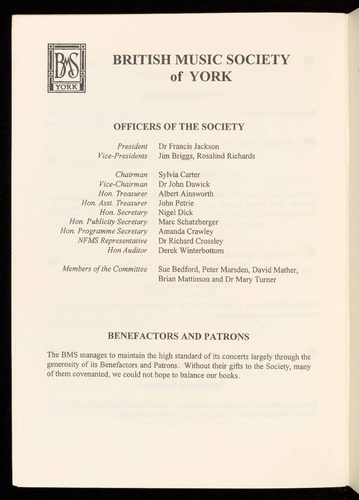 BMS
YORK
BRITISH MUSIC SOCIETY
of YORK
OFFICERS OF THE SOCIETY
President Dr Francis Jackson
Vice-Presidents Jim Briggs, Rosalind Richards
Chairman Sylvia Carter
Vice-Chairman Dr John Dawick
Hon. Treasurer Albert Ainsworth
Hon. Asst. Treasurer John Petrie
Hon. Secretary Nigel Dick
Hon. Publicity Secretary Marc Schatzberger
Hon. Programme Secretary Amanda Crawley
NFMS Representative Dr Richard Crossley
Hon Auditor Derek Winterbottom
Members of the Committee Sue Bedford, Peter Marsden, David Mather,
Brian Mattinson and Dr Mary Turner
BENEFACTORS AND PATRONS
The BMS manages to maintain the high standard of its concerts largely through the
generosity of its Benefactors and Patrons. Without their gifts to the Society, many
of them covenanted, we could not hope to balance our books.